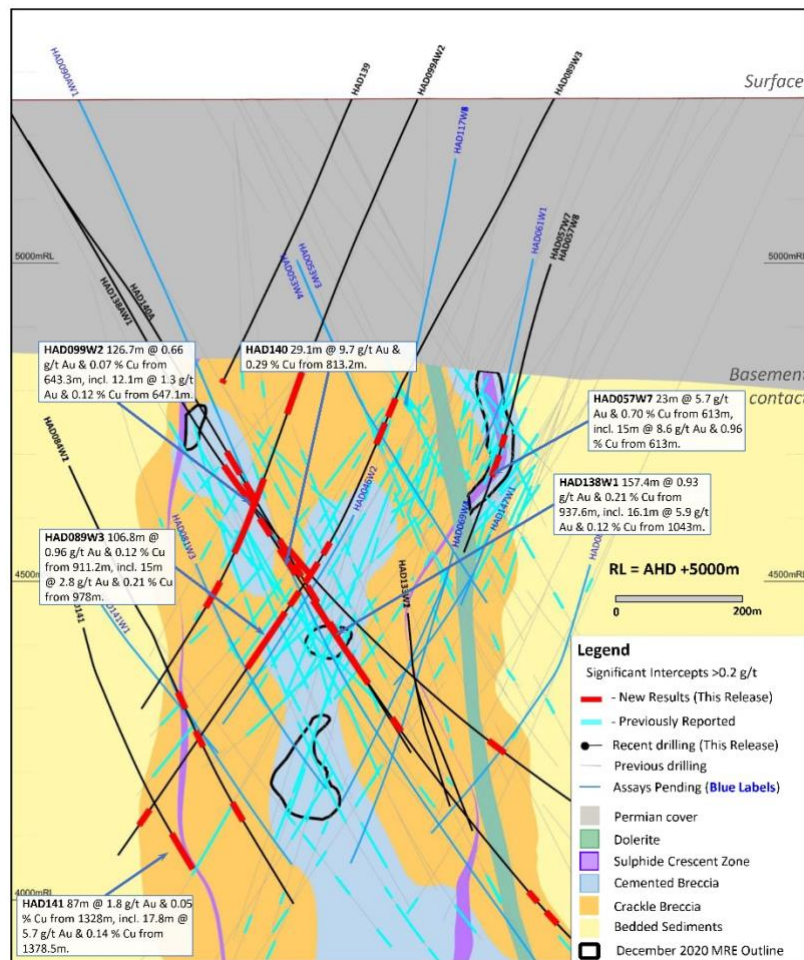 HAD090AW1
HAD139
HAD099AW2
HAD089W3
Surface
HAD117W8
HAD061W1
HAD057W7
HAD057W8
5000mRL
5000mRL
HAD053W3
HAD053W4
HAD138AW1
HAD140A
HAD099W2 126.7m @ 0.66
g/t Au & 0.07 % Cu from
643.3m, incl. 12.1m @ 1.3 g/t
Au & 0.12 % Cu from 647.1m.
HAD140 29.1m @ 9.7 g/t Au &
0.29 % Cu from 813.2m.
Basement
contact
HAD057W7 23m @ 5.7 g/t
Au & 0.70 % Cu from 613m,
incl. 15m @ 8.6 g/t Au & 0.96
% Cu from 613m.
HAD084W1
HAD046W2
HAD081W3
HAD147W1
HAD138W1 157.4m @ 0.93
g/t Au & 0.21 % Cu from
937.6m, incl. 16.1m @ 5.9 g/t
Au & 0.12 % Cu from 1043m.
HAD089W3 106.8m @
0.96 g/t Au & 0.12 % Cu
from 911.2m, incl. 15m
@ 2.8 g/t Au & 0.21 % Cu
from 978m.
4500mRL
RL = AHD +5000m
0 200m
HAD133W2
141W1
141
Legend
Significant Intercepts >0.2 g/t
- New Results (This Release)
- Previously Reported
Recent drilling (This Release)
Previous drilling
Assays Pending (Blue Labels)
Permian cover
Dolerite
Sulphide Crescent Zone
Cemented Breccia
Crackle Breccia
Bedded Sediments
December 2020 MRE Outline
4000mRL
HAD141 87m @ 1.8 g/t Au & 0.05
% Cu from 1328m, incl. 17.8m @
5.7 g/t Au & 0.14 % Cu from
1378.5m.